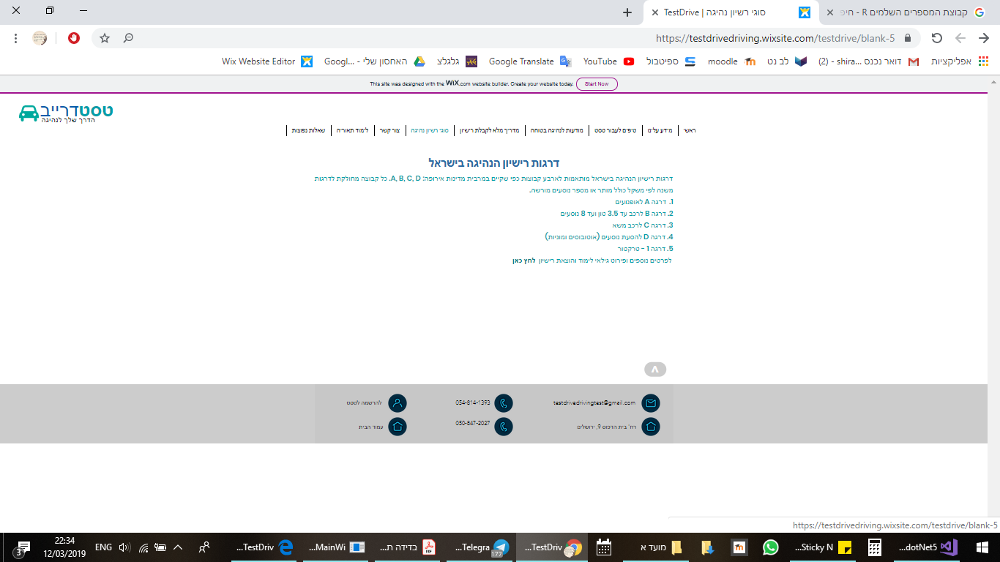 קבוצת המספרים השלמים R - חיפ
סוגי רשיון נהיגה | TestDrive
https://testdrivedriving.wixsite.com/testdrive/blank-5
אפליקציות
דואר נכנס - shira... (2)
לב נט
moodle
ספיטבול
YouTube
Google Translate
גלגלצ
האחסון שלי - Googl...
Wix Website Editor
This site was designed with the WiX.com website builder. Create your website today. Start Now
טסטדרייב
הדרך שלך לנהיגה
ראשי
מידע עלינו
טיפים לעבור טסט
מודעות לנהיגה בטוחה
מדריך מלא לקבלת רישיון
סוגי רשיון נהיגה
צור קשר
לימוד תאוריה
שאלות נפוצות
דרגות רישיון הנהיגה בישראל
דרגות רישיון הנהיגה בישראל מותאמות לארבע קבוצות כפי שקיים במרבית מדינות אירופה: A, B, C, D. כל קבוצה מחולקת לדרגות
משנה לפי משקל כולל מותר או מספר נוסעים מורשה.
1. דרגה A לאופנועים
2. דרגה B לרכב עד 3.5 טון ועד 8 נוסעים
3. דרגה C לרכב משא
4. דרגה D להסעת נוסעים (אוטובוסים ומוניות)
5. דרגה 1 - טרקטור
לפרטים נוספים ופירוט גילאי לימוד והוצאת רישיון לחץ כאן
testdrivedrivingtest@gmail.com
054-814-1393
להרשמה לטסט
רח' בית הדפוס 9, ירושלים
050-847-2027
עמוד הבית
https://testdrivedriving.wixsite.com/testdrive/blank-5
...dotNet5
...Sticky N
מועד א
...TestDriv
...Telegra
177
בדידה ת...
...MainWi
...TestDriv
ENG
22:34
12/03/2019
3